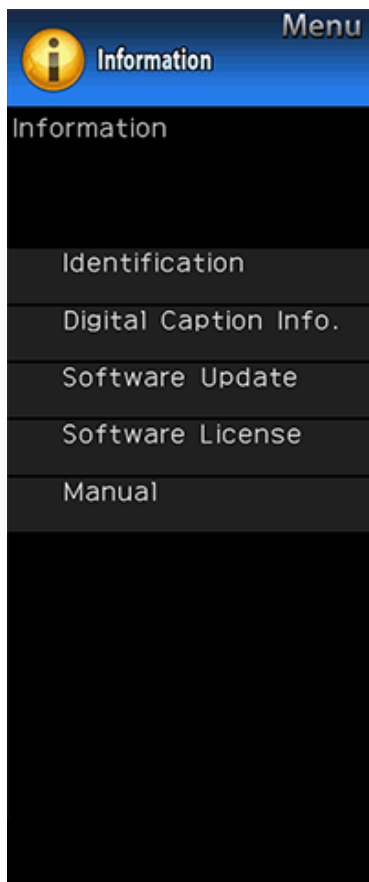 Menu
Information
Information
Identification
Digital Caption Info.
Software Update
Software License
Manual